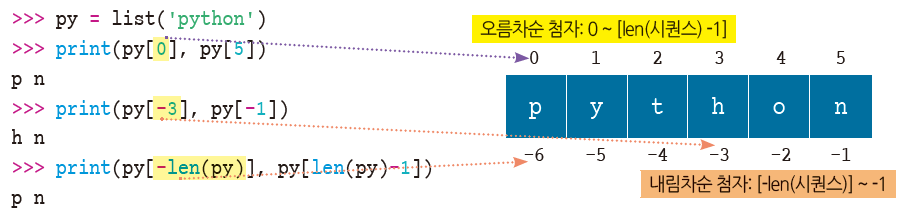 >>> py = list('python')
>>> print(py[0], py[5])
p n
>>> print(py[-3], py[-1])
h n
>>> print(py[-len(py)], py[len(py)-1])
p n
오름차순 첨자: 0 ~ [len(시퀀스) -1]
0 1 2 3 4 5
p y t h o n
-6 -5 -4 -3 -2 -1
내림차순 첨자: [-len(시퀀스)] ~ -1